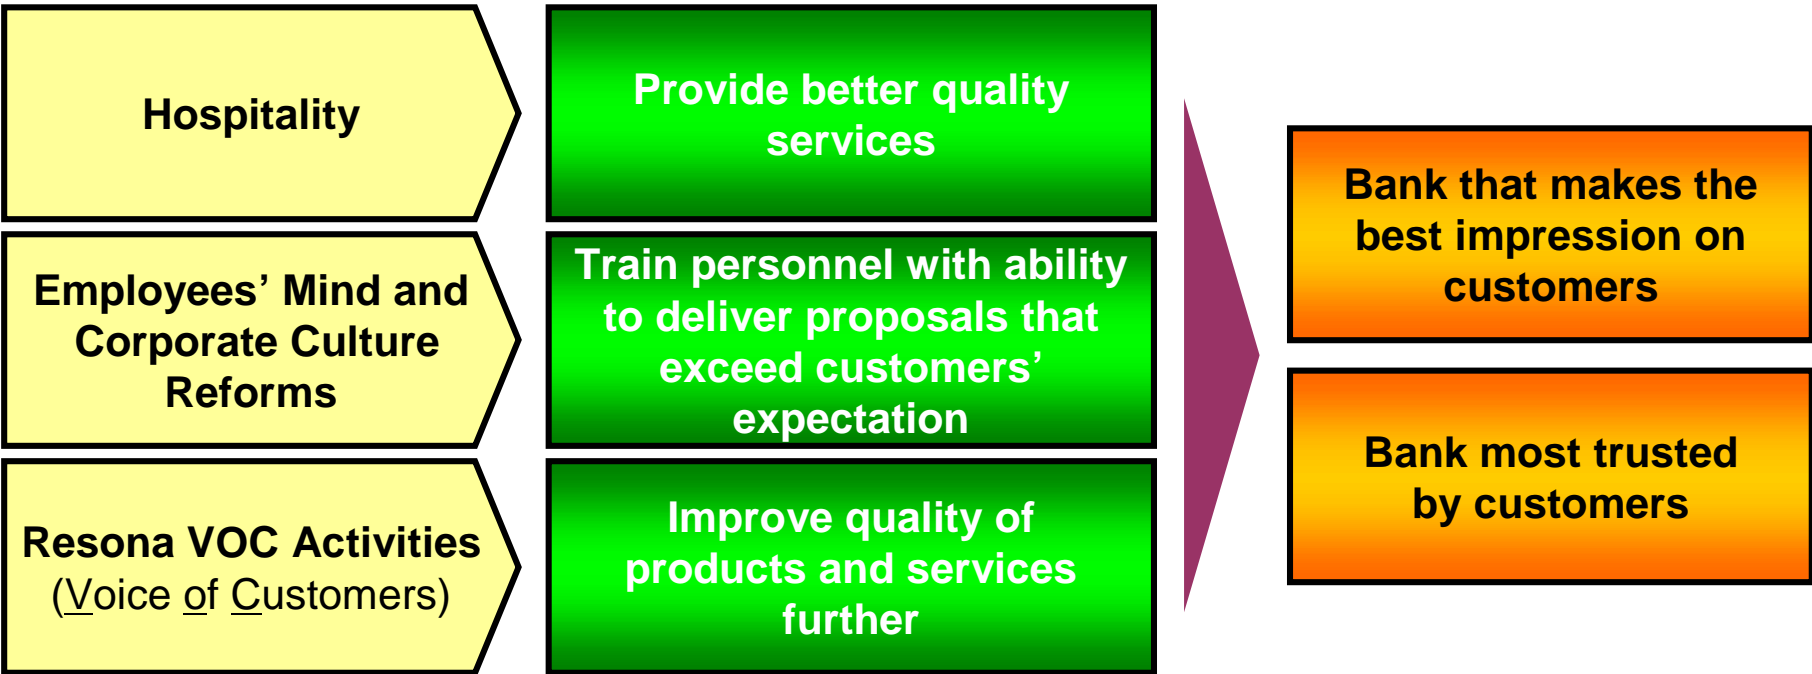 Hospitality
Provide better quality
services
Employees’ Mind and
Corporate Culture
Reforms
Train personnel with ability
to deliver proposals that
exceed customers’
expectation
Resona VOC Activities
(Voice of Customers)
Improve quality of
products and services
further
Bank that makes the
best impression on
customers
Bank most trusted
by customers